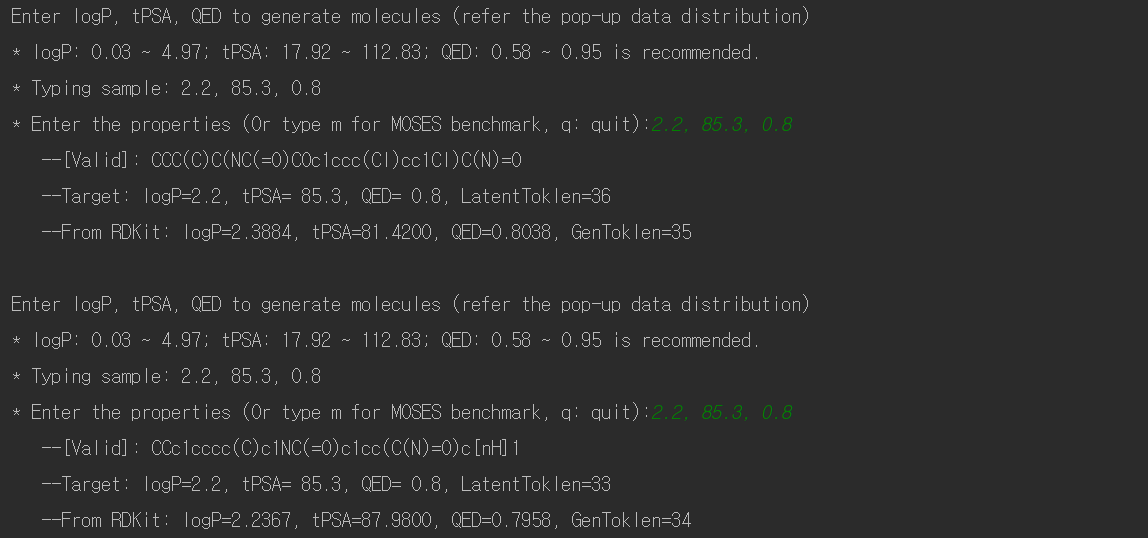 Enter logP, tPSA, QED to generate molecules (refer the pop-up data distribution)
* logP: 0.03 ~ 4.97; tPSA: 17.92 ~ 112.83; QED: 0.58 ~ 0.95 is recommended.
* Typing sample: 2.2, 85.3, 0.8
* Enter the properties (Or type m for MOSES benchmark, q: quit):2.2, 85.3, 0.8
--[Valid]: CCC(C)C(NC(=O)COc1ccc(Cl)cc1Cl)C(N)=O
--Target: logP=2.2, tPSA= 85.3, QED= 0.8, LatentToklen=36
--From RDKit: logP=2.3884, tPSA=81.4200, QED=0.8038, GenToklen=35
Enter logP, tPSA, QED to generate molecules (refer the pop-up data distribution)
* logP: 0.03 ~ 4.97; tPSA: 17.92 ~ 112.83; QED: 0.58 ~ 0.95 is recommended.
* Typing sample: 2.2, 85.3, 0.8
* Enter the properties (Or type m for MOSES benchmark, q: quit):2.2, 85.3, 0.8
--[Valid]: CCc1cccc(C)c1NC(=O)c1cc(C(N)=O)c[nH]1
--Target: logP=2.2, tPSA= 85.3, QED= 0.8, LatentToklen=33
--From RDKit: logP=2.2367, tPSA=87.9800, QED=0.7958, GenToklen=34